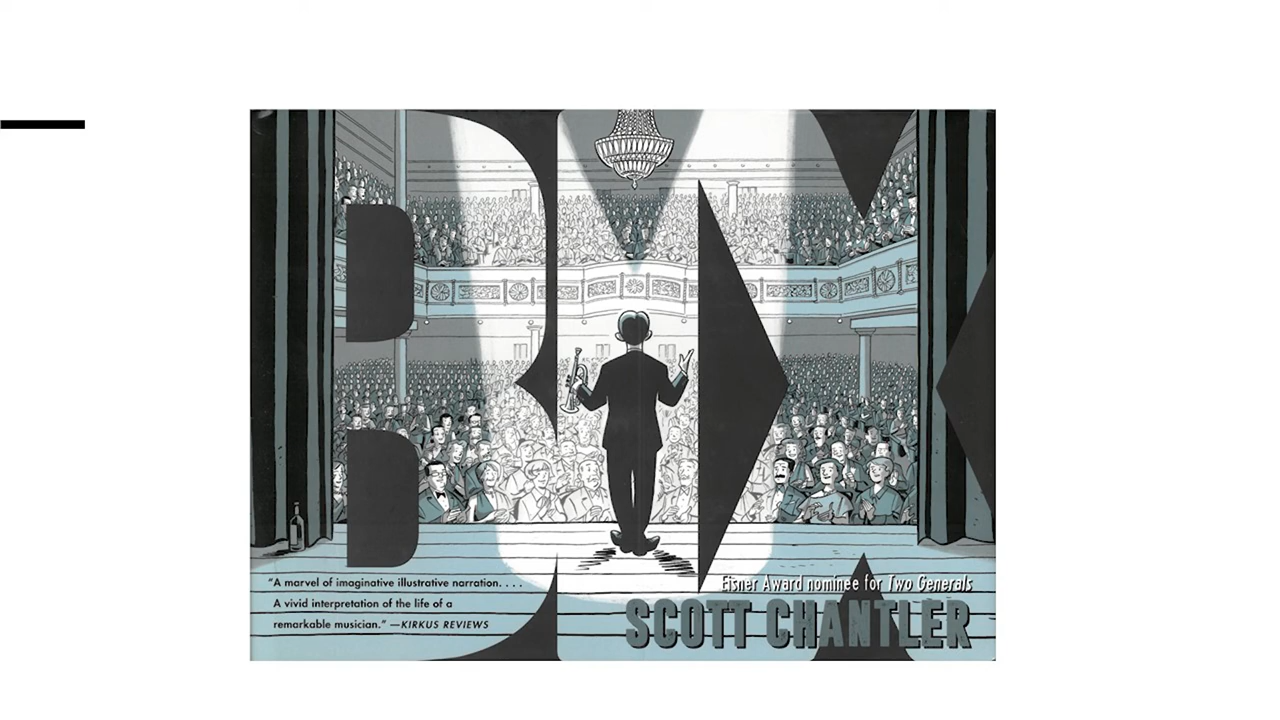 BIX
“A marvel of imaginative illustrative narration. . . .
A vivid interpretation of the life of a
remarkable musician.” —KIRKUS REVIEWS
Eisner Award nominee for Two Generals
SCOTT CHANTLER